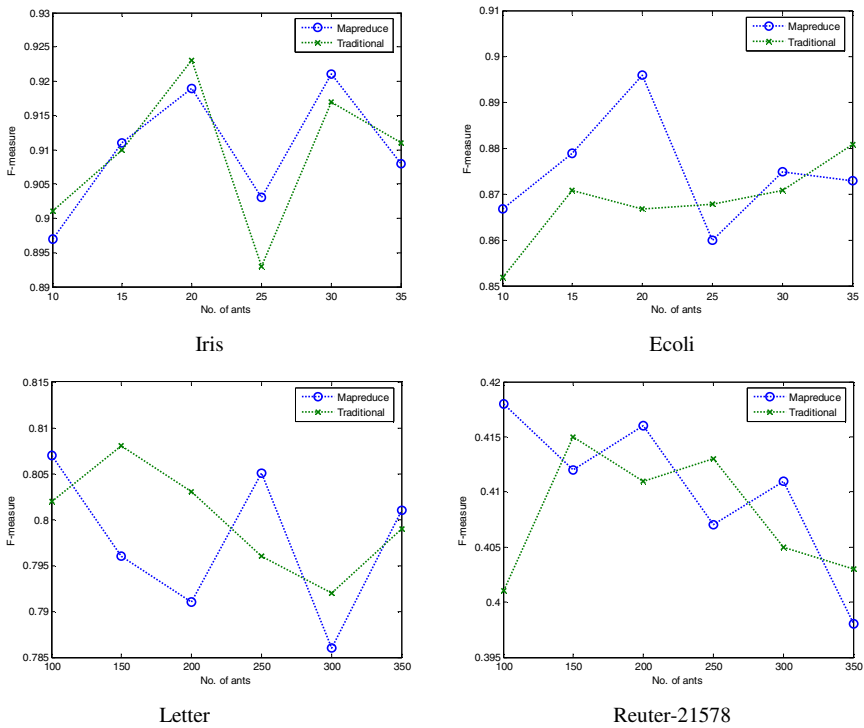 0.93
0.925
0.92
0.915
0.91
0.905
0.9
0.895
0.89
F-measure
Mapreduce
Traditional
10 15 20 25 30 35
No. of ants
Iris
0.91
0.9
0.89
0.88
0.87
0.86
0.85
F-measure
Mapreduce
Traditional
10 15 20 25 30 35
No. of ants
Ecoli
0.815
0.81
0.805
0.8
0.795
0.79
0.785
F-measure
Mapreduce
Traditional
100 150 200 250 300 350
No. of ants
Letter
0.42
0.415
0.41
0.405
0.4
0.395
F-measure
Mapreduce
Traditional
100 150 200 250 300 350
No. of ants
Reuter-21578